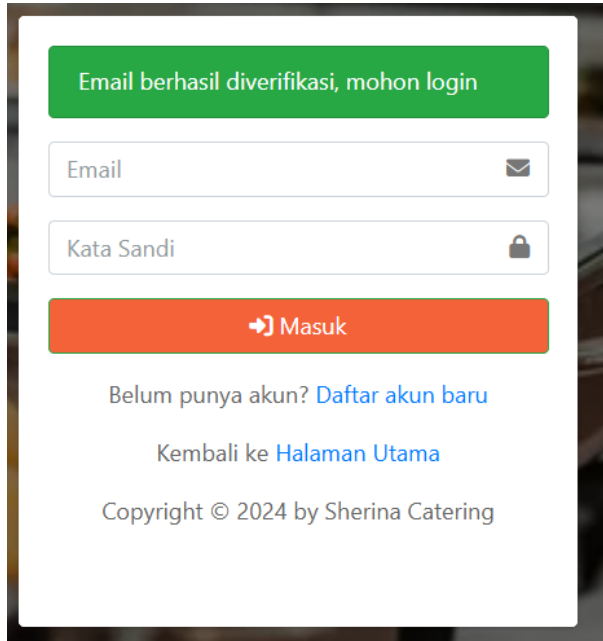 Email berhasil diverifikasi, mohon login
Email
Kata Sandi
Masuk
Belum punya akun? Daftar akun baru
Kembali ke Halaman Utama
Copyright © 2024 by Sherina Catering